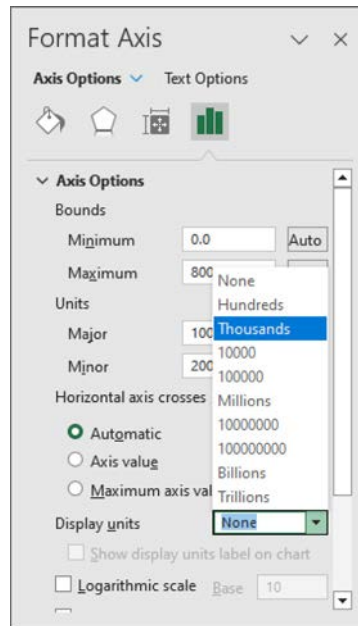 Format Axis
Axis Options Text Options
Axis Options
Bounds
Minimum 0.0 Auto
Maximum 800
None
Hundreds
Units
Thousands
Major 100
10000
Minor 200
100000
Horizontal axis crosses
Millions
Automatic
10000000
Axis value
100000000
Billions
Maximum axis val
Trillions
Display units None
Show display units label on chart
Logarithmic scale Base 10